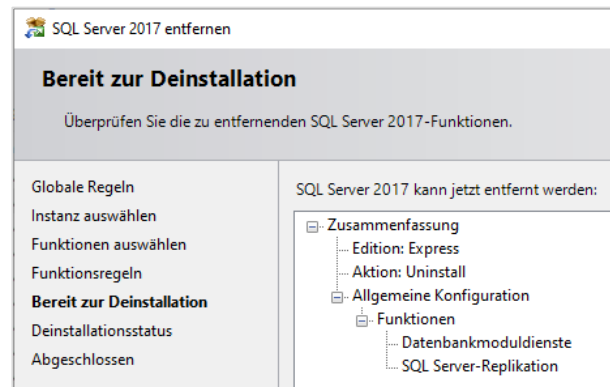 SQL Server 2017 entfernen
Bereit zur Deinstallation
Überprüfen Sie die zu entfernenden SQL Server 2017-Funktionen.
Globale Regeln
Instanz auswählen
Funktionen auswählen
Funktionsregeln
Bereit zur Deinstallation
Deinstallationsstatus
Abgeschlossen
SQL Server 2017 kann jetzt entfernt werden:
Zusammenfassung
Edition: Express
Aktion: Uninstall
Allgemeine Konfiguration
Funktionen
Datenbankmoduldienste
SQL Server-Replikation